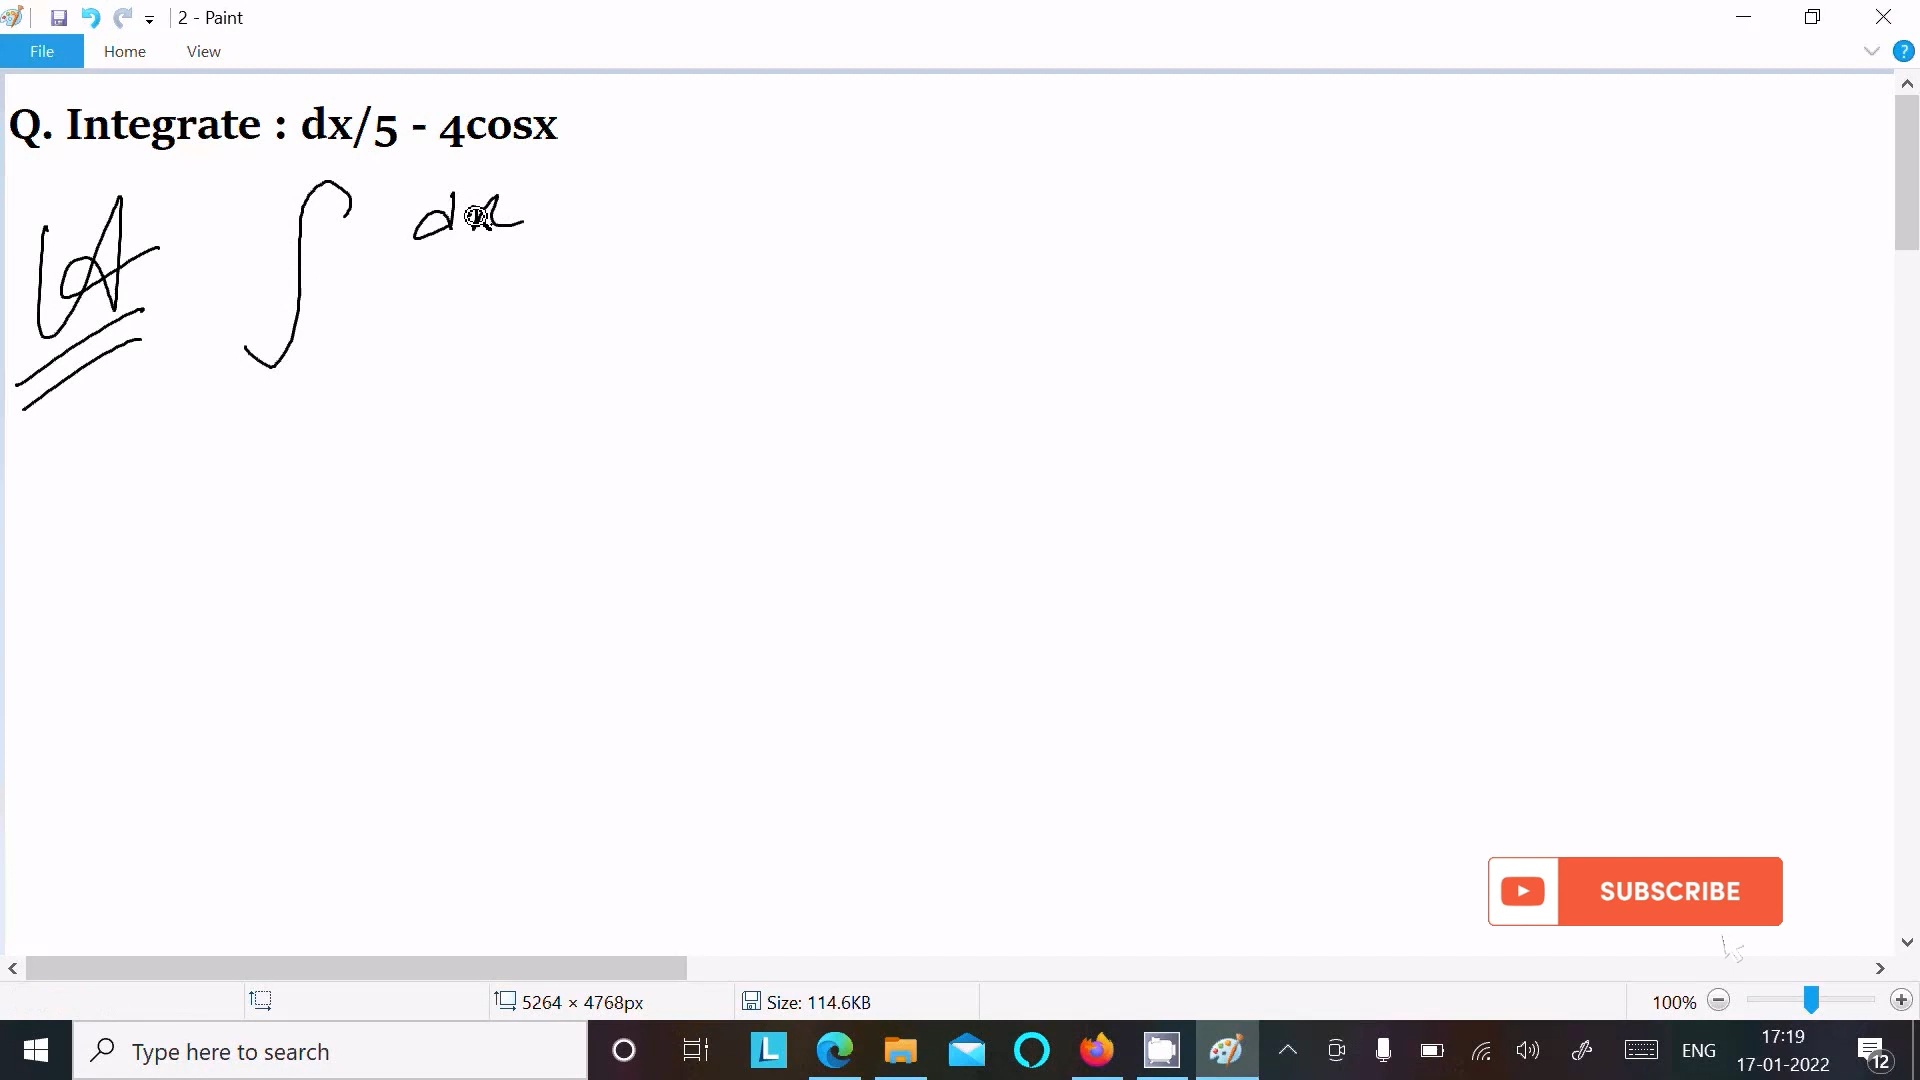 2 - Paint
File Home View
Q. Integrate : dx/5 - 4cosx
∫ dx
SUBSCRIBE
5264 × 4768px Size: 114.6KB 100%
Type here to search
ENG
17:19
17-01-2022
12